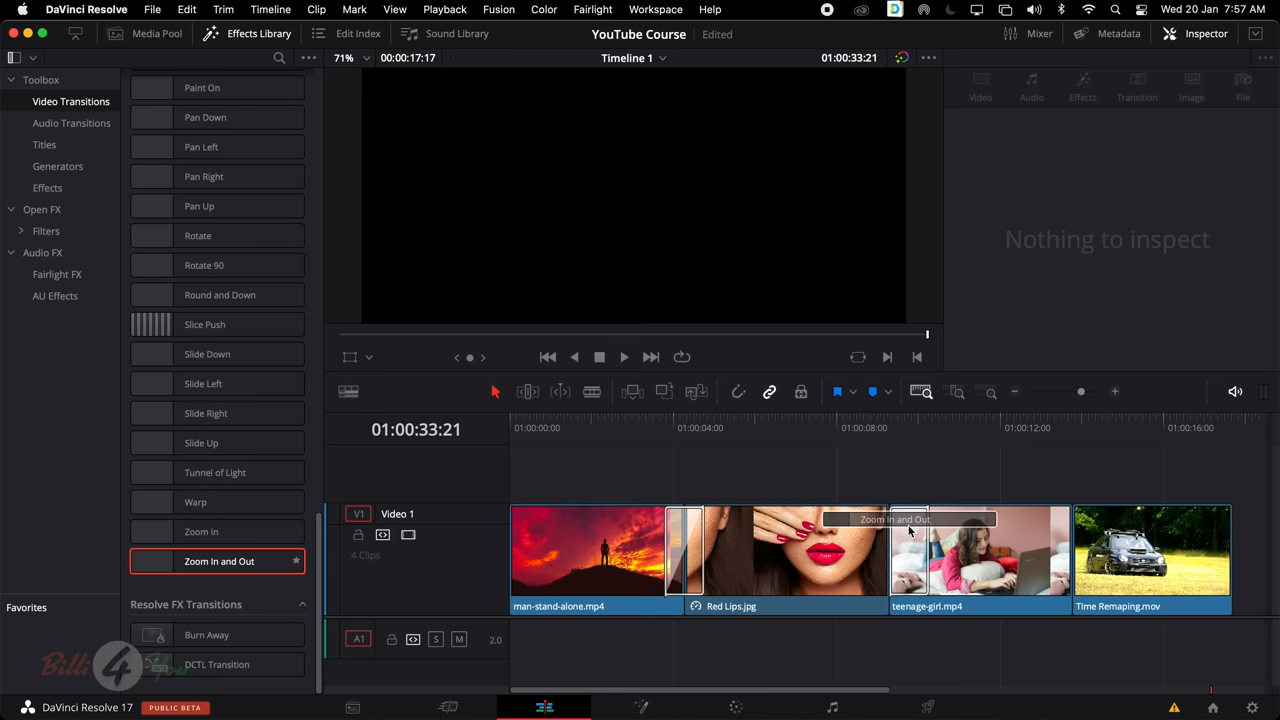 DaVinci Resolve File Edit Trim Timeline Clip Mark View Playback Fusion Color Fairlight Workspace Help Wed 20 Jan 7:57 AM
Media Pool Effects Library Edit Index Sound Library YouTube Course Edited Mixer Metadata Inspector
71% 00:00:17:17 Timeline 1 01:00:33:21
Toolbox
Video Transitions
Audio Transitions
Titles
Generators
Effects
Open FX
Filters
Audio FX
Fairlight FX
AU Effects
Favorites
Paint On
Pan Down
Pan Left
Pan Right
Pan Up
Rotate
Rotate 90
Round and Down
Slice Push
Slide Down
Slide Left
Slide Right
Slide Up
Tunnel of Light
Warp
Zoom In
Zoom In and Out
Resolve FX Transitions
Burn Away
DCTL Transition
Video Audio Effects Transition Image File
Nothing to inspect
01:00:33:21
01:00:00:00 01:00:04:00 01:00:08:00 01:00:12:00 01:00:16:00
V1 Video 1
4 Clips
Zoom In and Out
man-stand-alone.mp4 Red Lips.jpg teenage-girl.mp4 TIme Remaping.mov
A1 S M 2.0
Billi 4 You
DaVinci Resolve 17 PUBLIC BETA